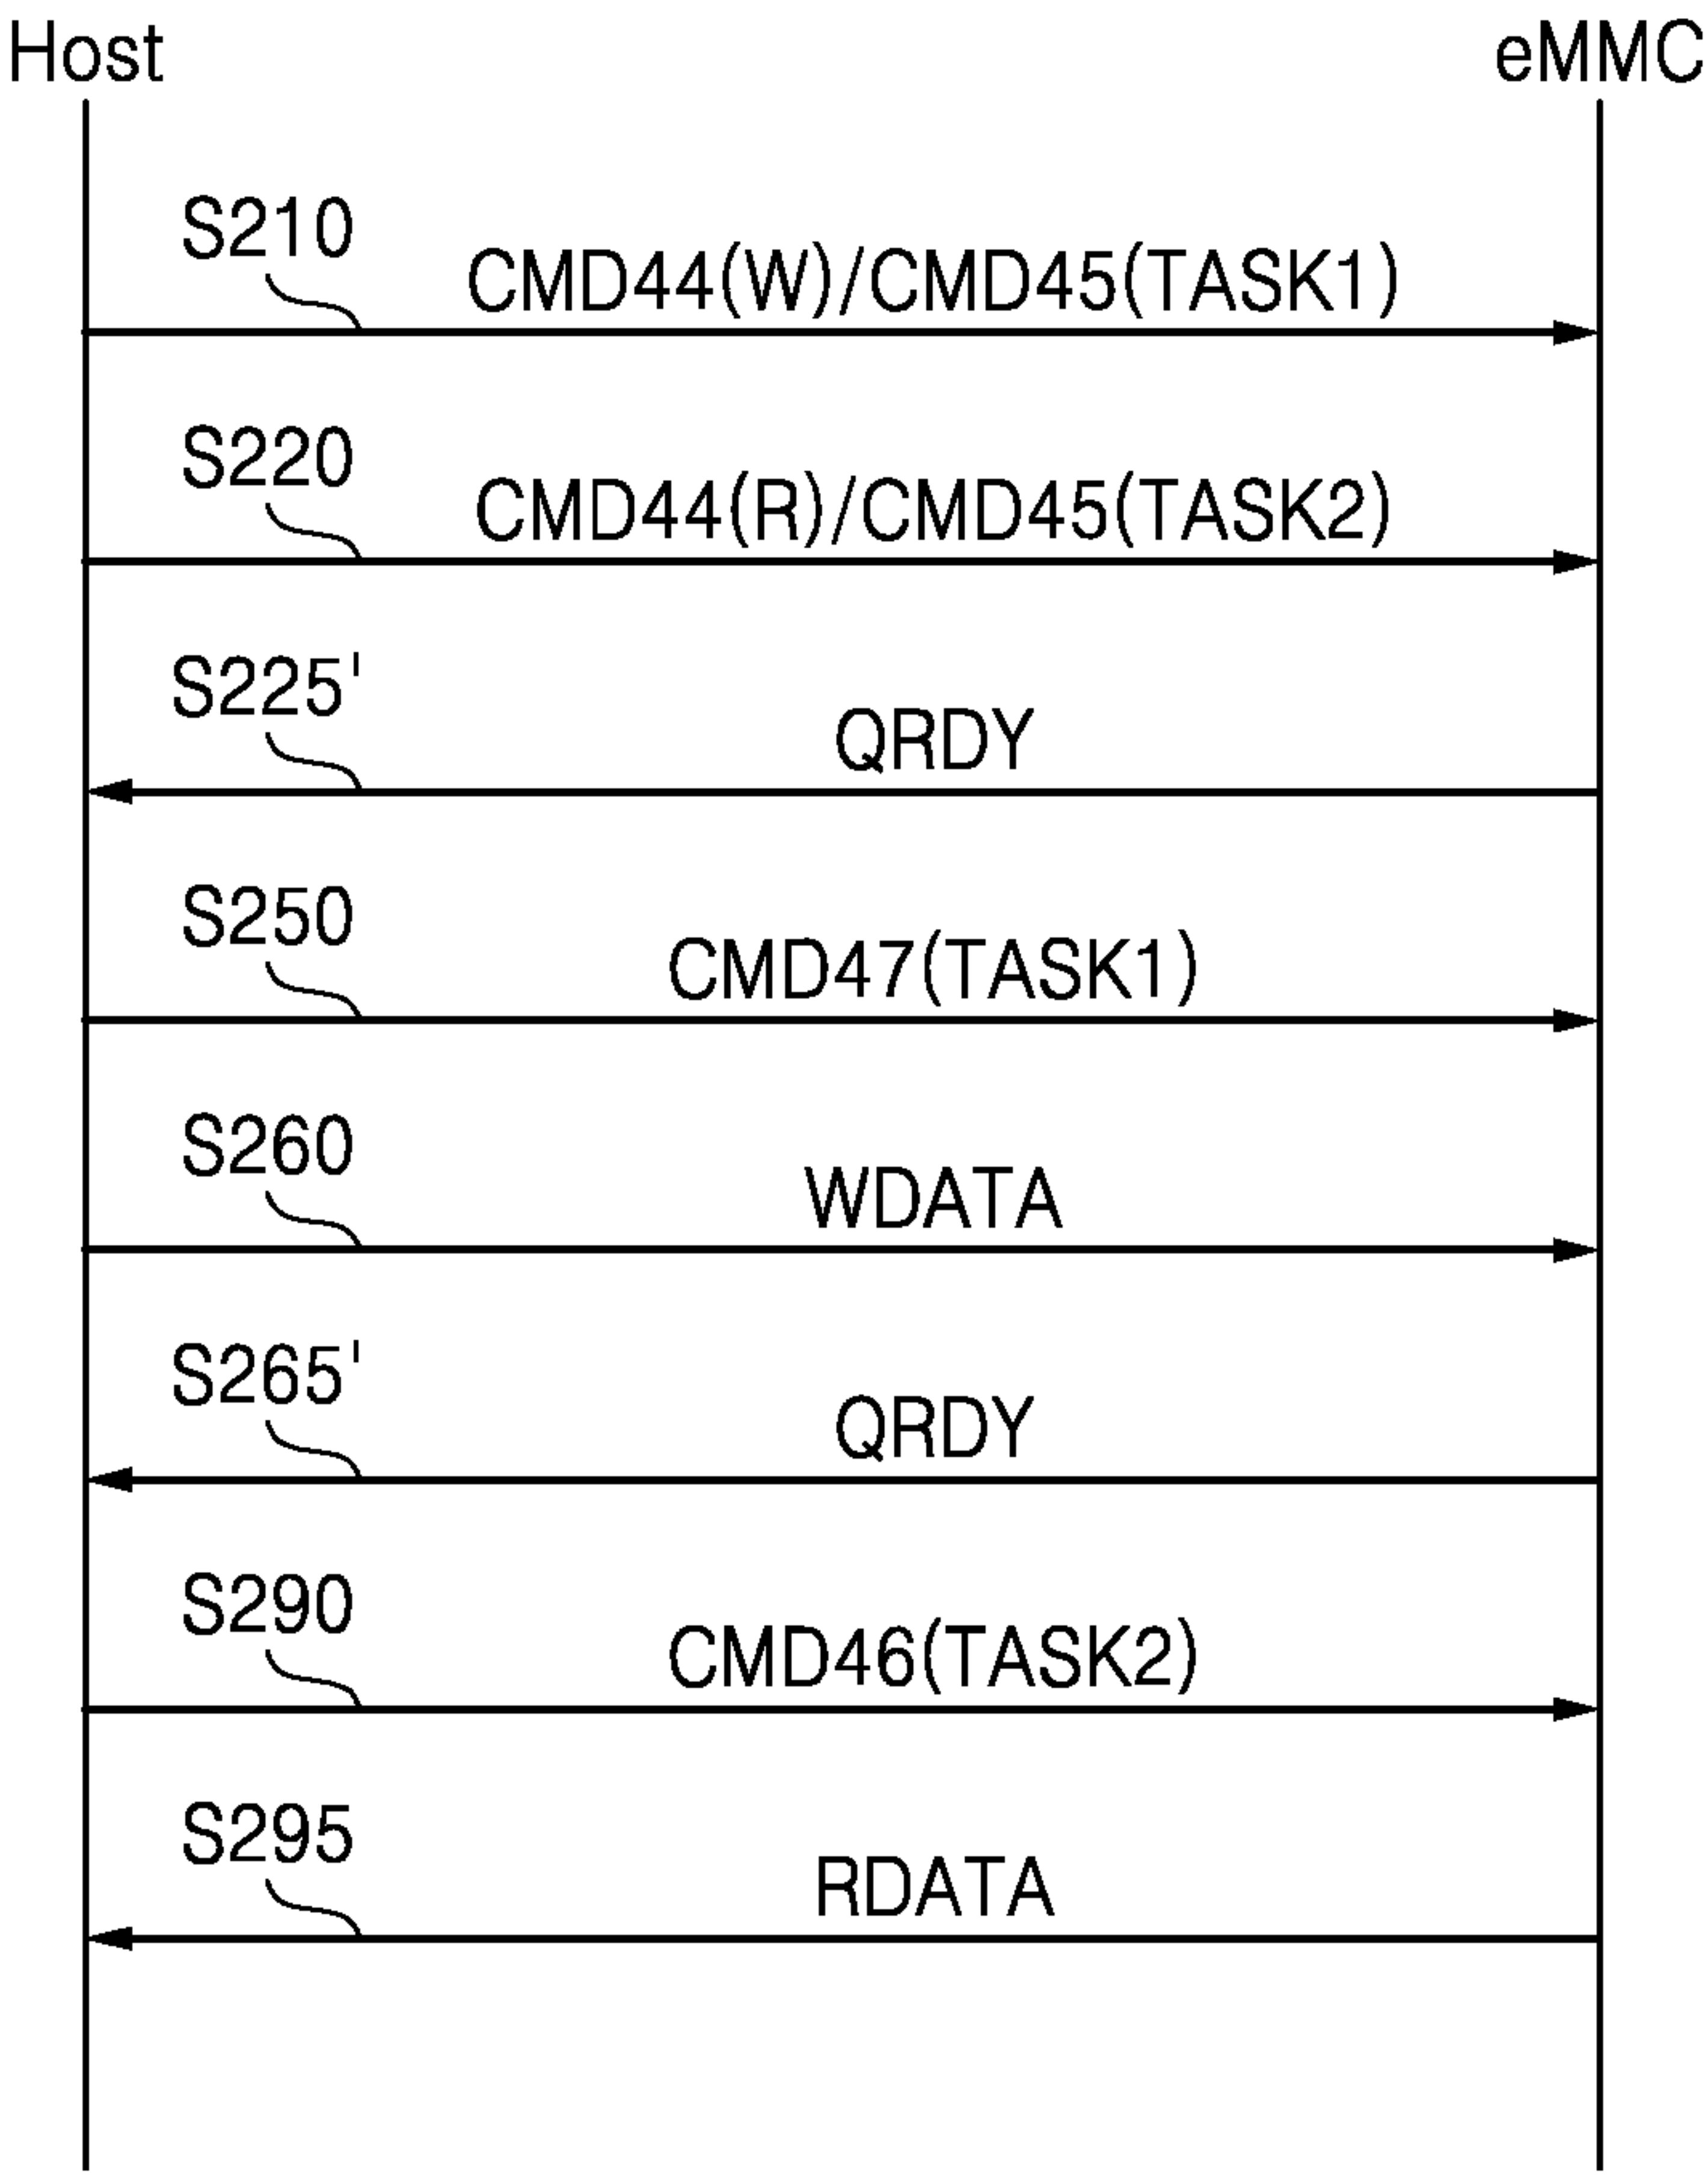 Host eMMC
S210
CMD44(W)/CMD45(TASK1)
S220
CMD44(R)/CMD45(TASK2)
S225'
QRDY
S250
CMD47(TASK1)
S260
WDATA
S265'
QRDY
S290
CMD46(TASK2)
S295
RDATA